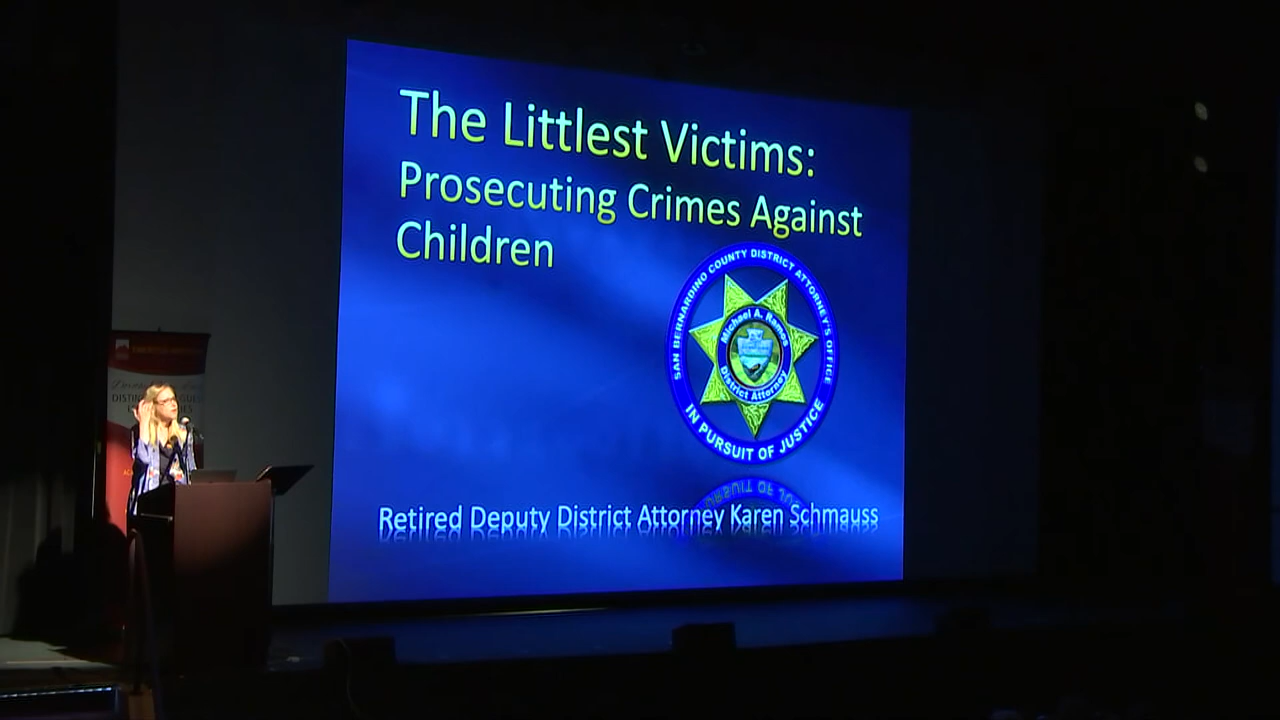 The Littlest Victims:
Prosecuting Crimes Against
Children
SAN BERNARDINO COUNTY DISTRICT ATTORNEY'S OFFICE
Michael A. Ramos
District Attorney
IN PURSUIT OF JUSTICE
Retired Deputy District Attorney Karen Schmauss